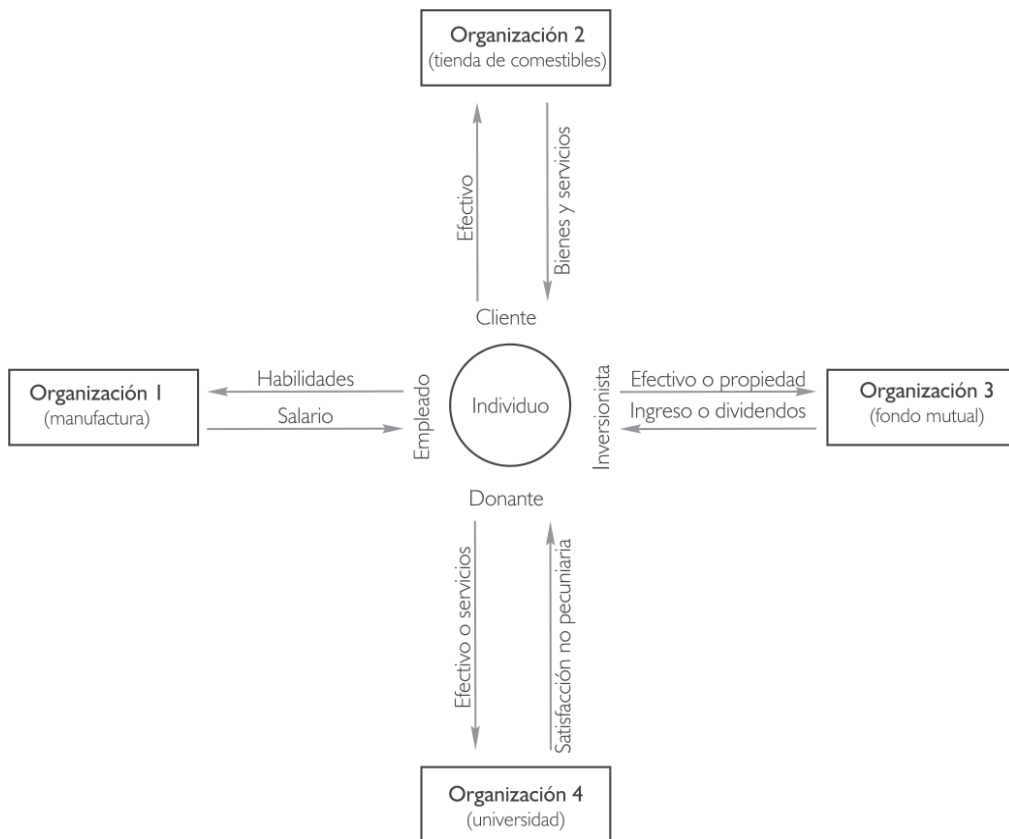 Organización 2
(tienda de comestibles)
Efectivo
Bienes y servicios
Cliente
Organización 1
(manufactura)
Habilidades
Salario
Empleado
Individuo
Inversionista
Efectivo o propiedad
Ingreso o dividendos
Organización 3
(fondo mutual)
Donante
Efectivo o servicios
Satisfacción no pecuniaria
Organización 4
(universidad)